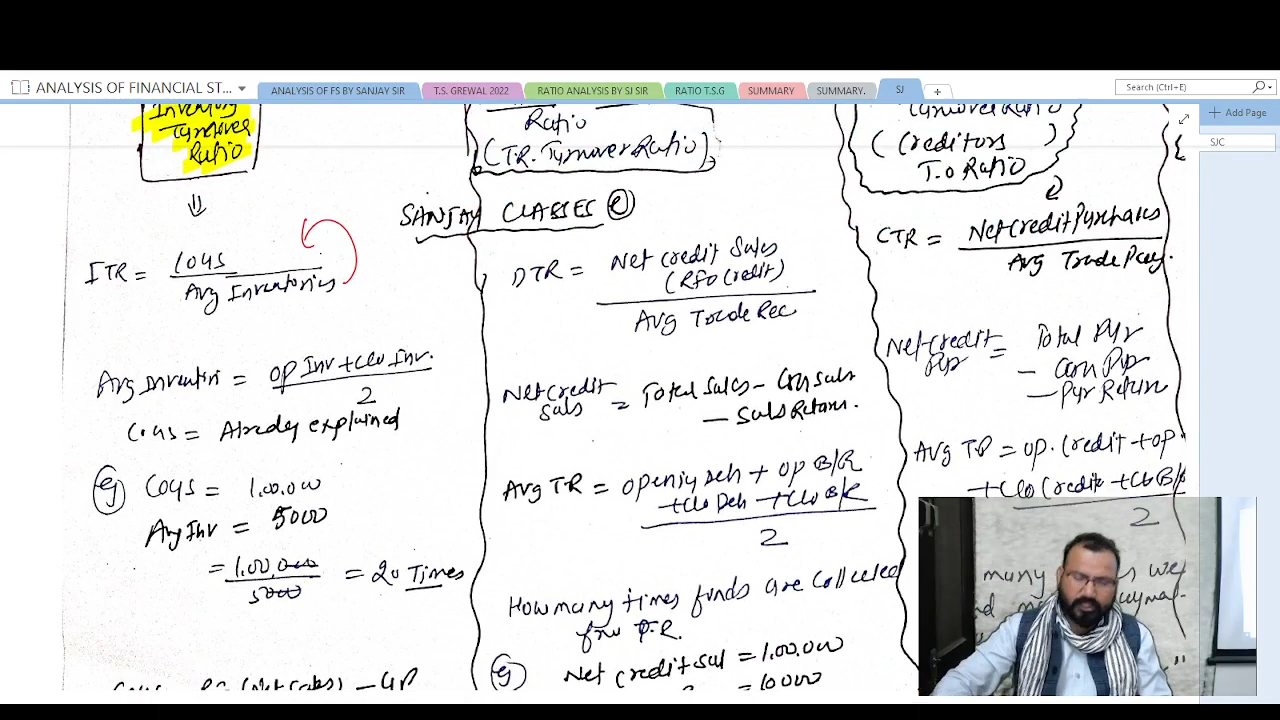 ANALYSIS OF FINANCIAL ST...
ANALYSIS OF FS BY SANJAY SIR
T.S. GREWAL 2022
RATIO ANALYSIS BY SJ SIR
RATIO T.S.G
SUMMARY
SUMMARY.
SJ
Search (Ctrl+E)
Add Page
SJC
Inventory
Turnover
Ratio
Ratio
(T.R. Turnover Ratio)
Turnover Ratio
(Creditors
T.O Ratio)
SANJAY CLASSES
ITR = COGS
Avg Inventories
Avg Inventori = OP Inv + Clo Inv.
2
COGS = Already explained
eg COGS = 1,00,000
Avg Inv = 5000
= 1,00,000 = 20 Times
5000
DTR = Net Credit Sales
(RFO Credit)
Avg Trade Rec
Net Credit = Total Sales - Cash Sales
Sales
- Sales Return.
Avg TR = Opening Deb + OP B/R
+ Clo Deb + Clo B/R
2
How many times funds are collected
from T.R.
eg Net Credit Sal = 1,00,000
= 10000
CTR = Net Credit Purchases
Avg Trade Pay.
Net Credit = Total Pur
Pur
- Cash Pur
- Pur Return
Avg TP = OP. Credit + OP
+ Clo Credit + Clo B/P
2
many